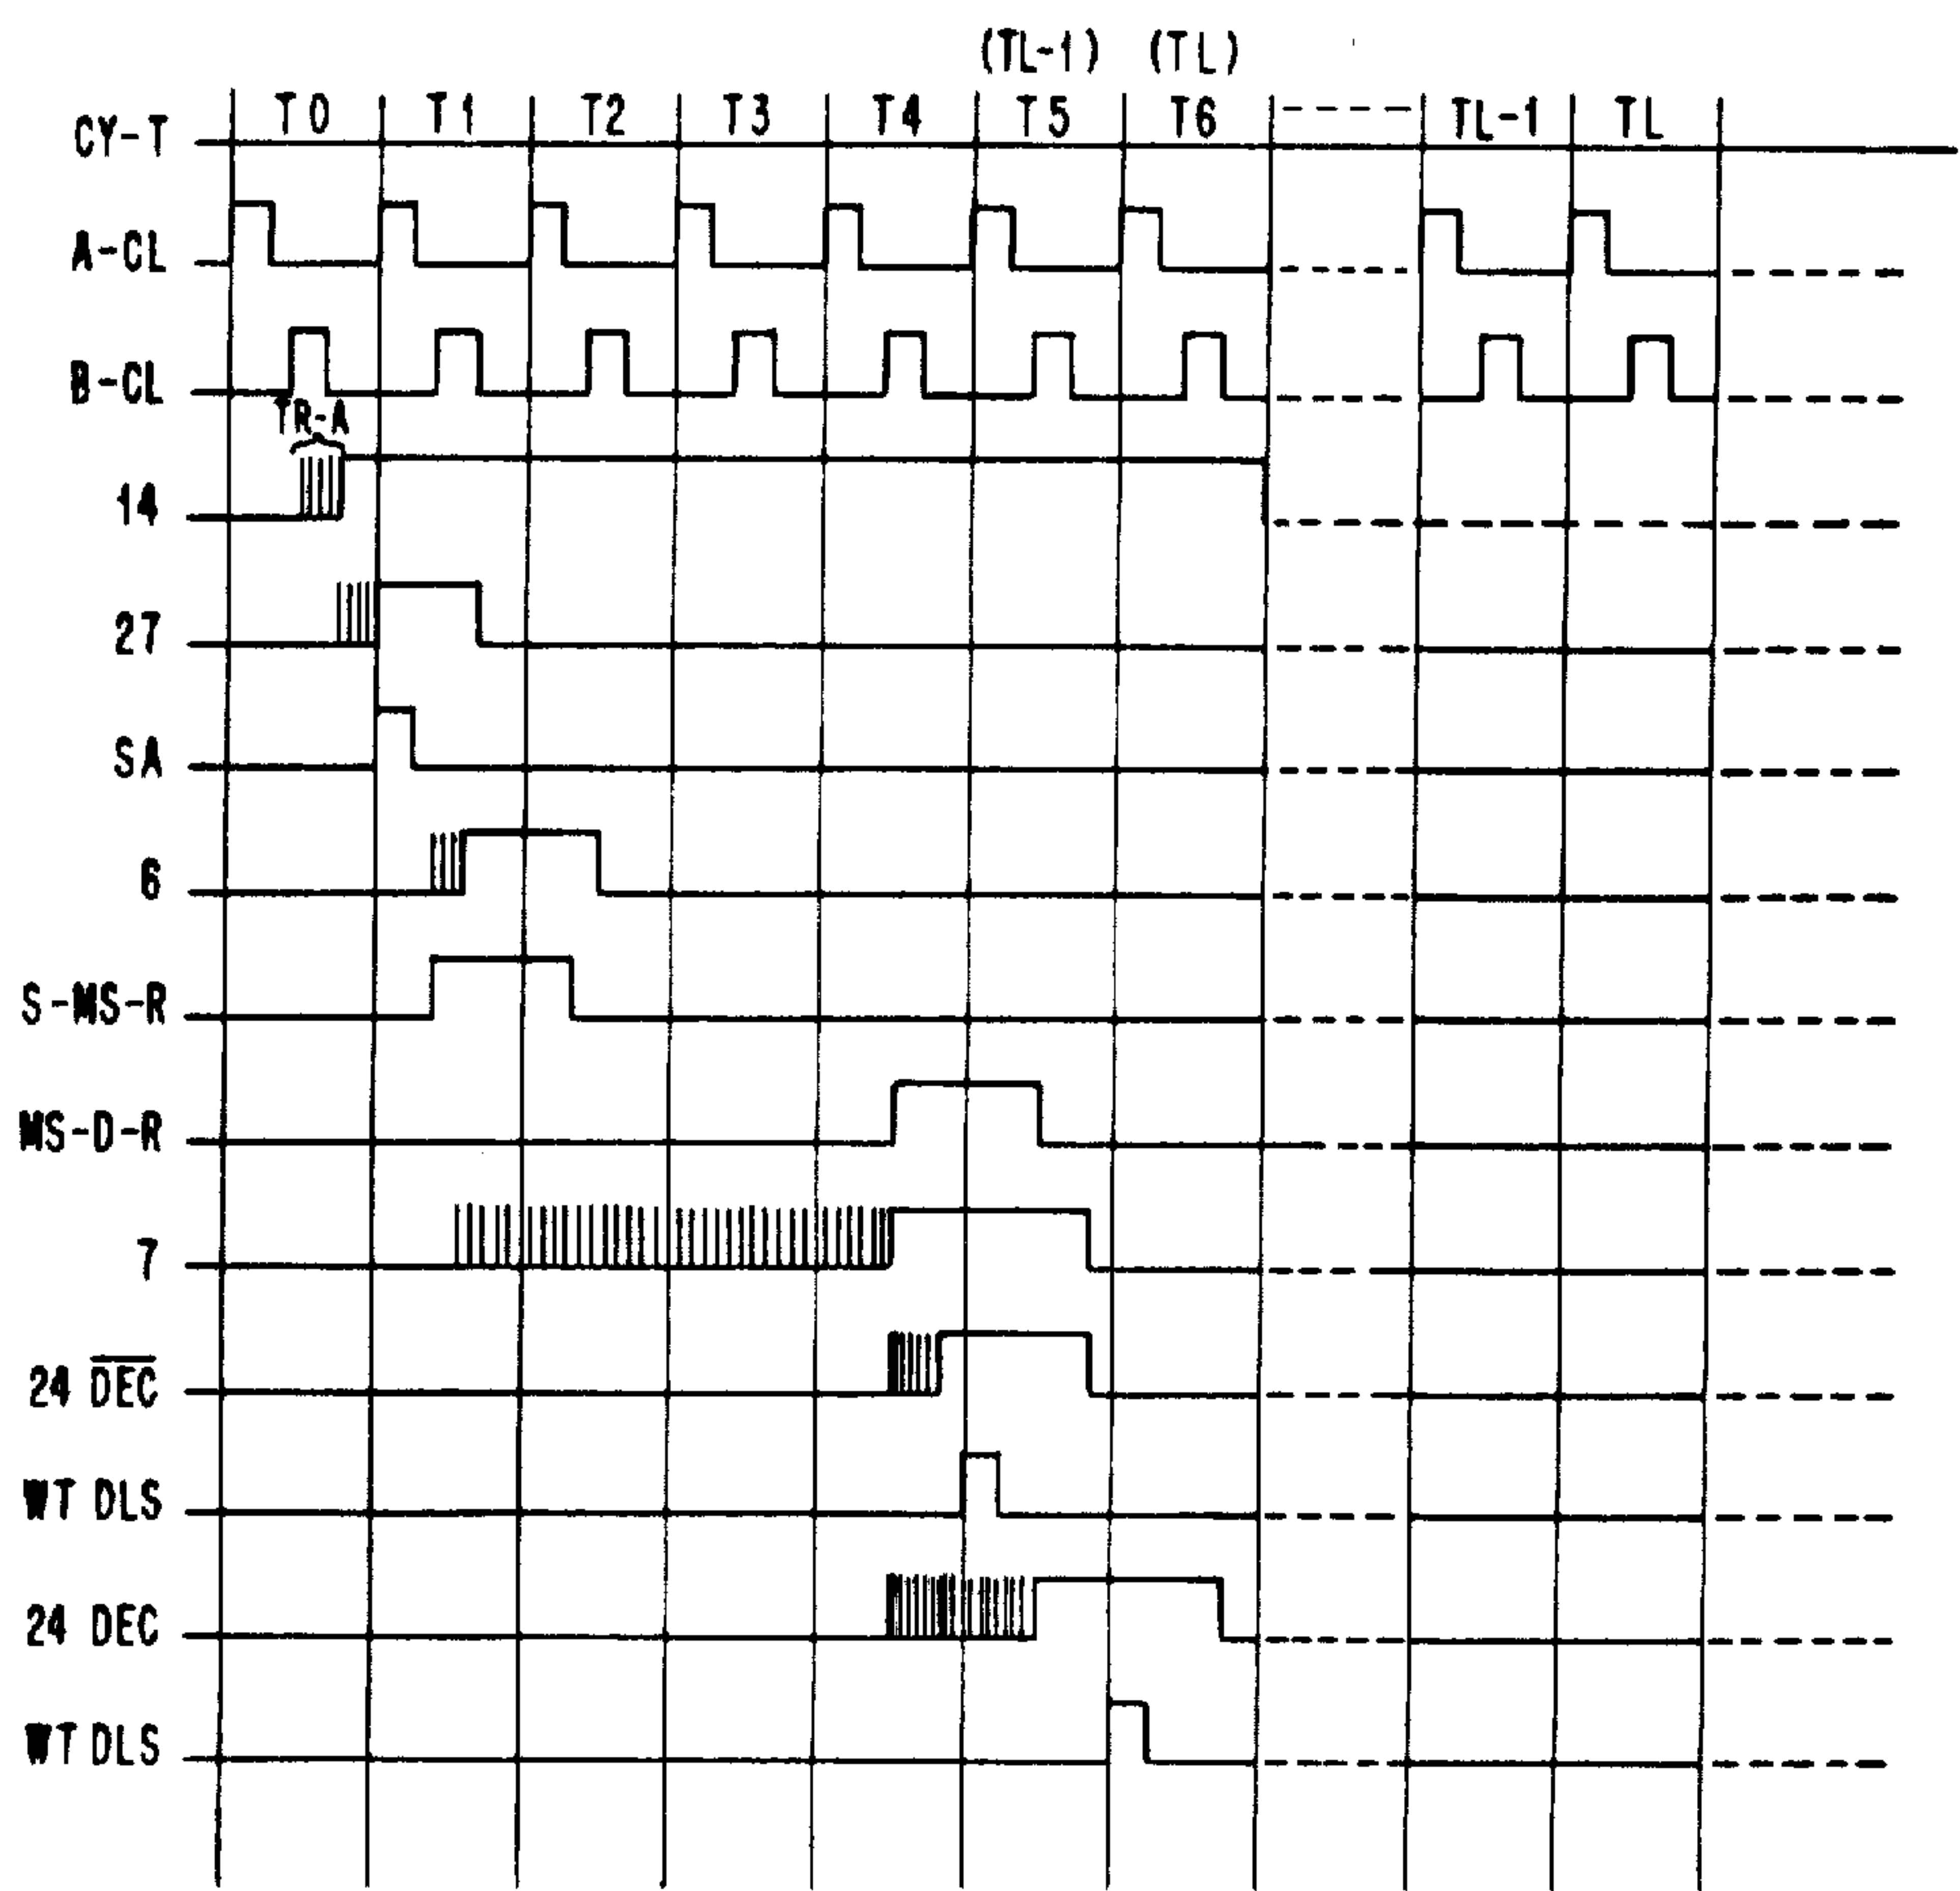 (TL-1) (TL)
CY-T T0 T1 T2 T3 T4 T5 T6 TL-1 TL
A-CL
B-CL
TR-A
14
27
SA
6
S-MS-R
MS-D-R
7
24 D̅E̅C̅
WT DLS
24 DEC
WT DLS